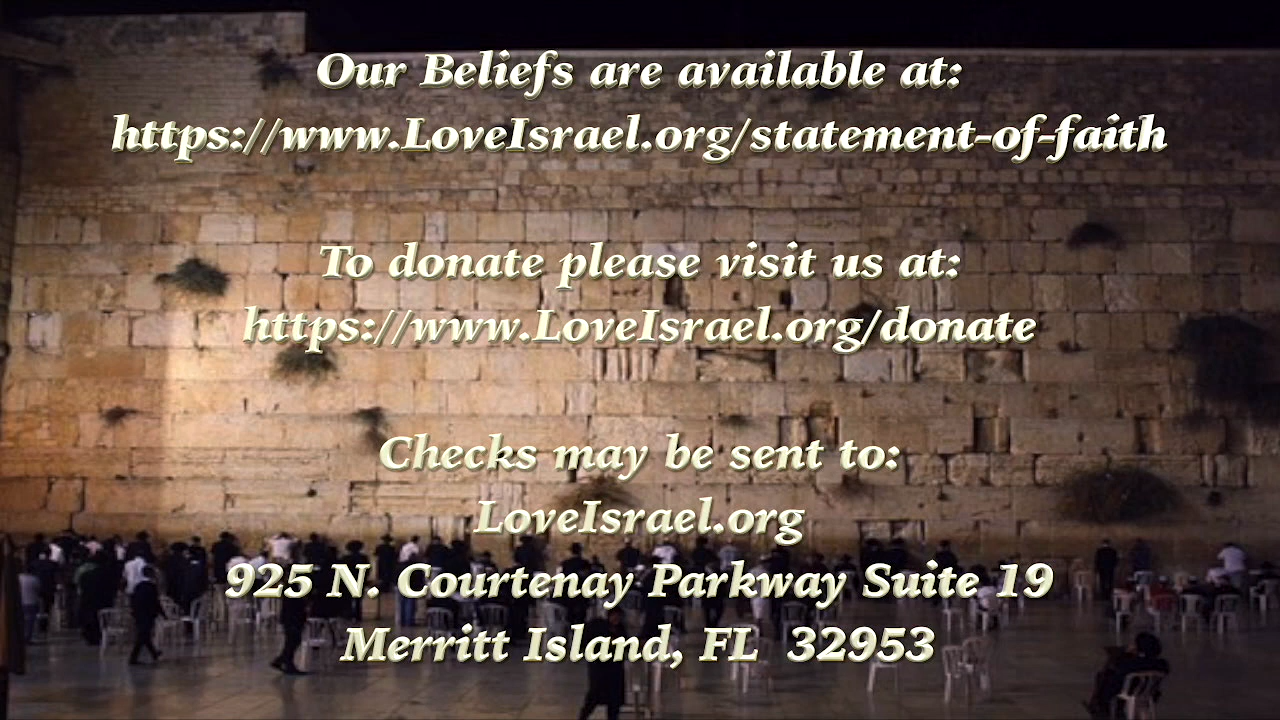 Our Beliefs are available at:
https://www.LoveIsrael.org/statement-of-faith
To donate please visit us at:
https://www.LoveIsrael.org/donate
Checks may be sent to:
LoveIsrael.org
925 N. Courtenay Parkway Suite 19
Merritt Island, FL  32953